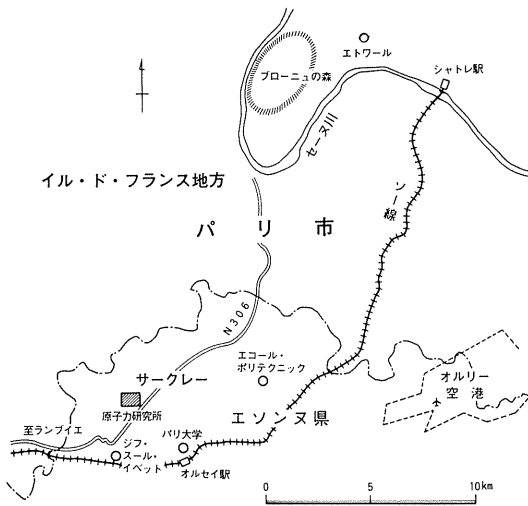 エトワール
ブローニュの森
シャトレ駅
セーヌ川
イル・ド・フランス地方
ソー線
パリ市
N306
エコール・
ポリテクニック
サークレー
オルリー
空港
原子力研究所
エソンヌ県
至ランブイエ
パリ大学
ジフ・
スール・
イベット
オルセイ駅
0 5 10km